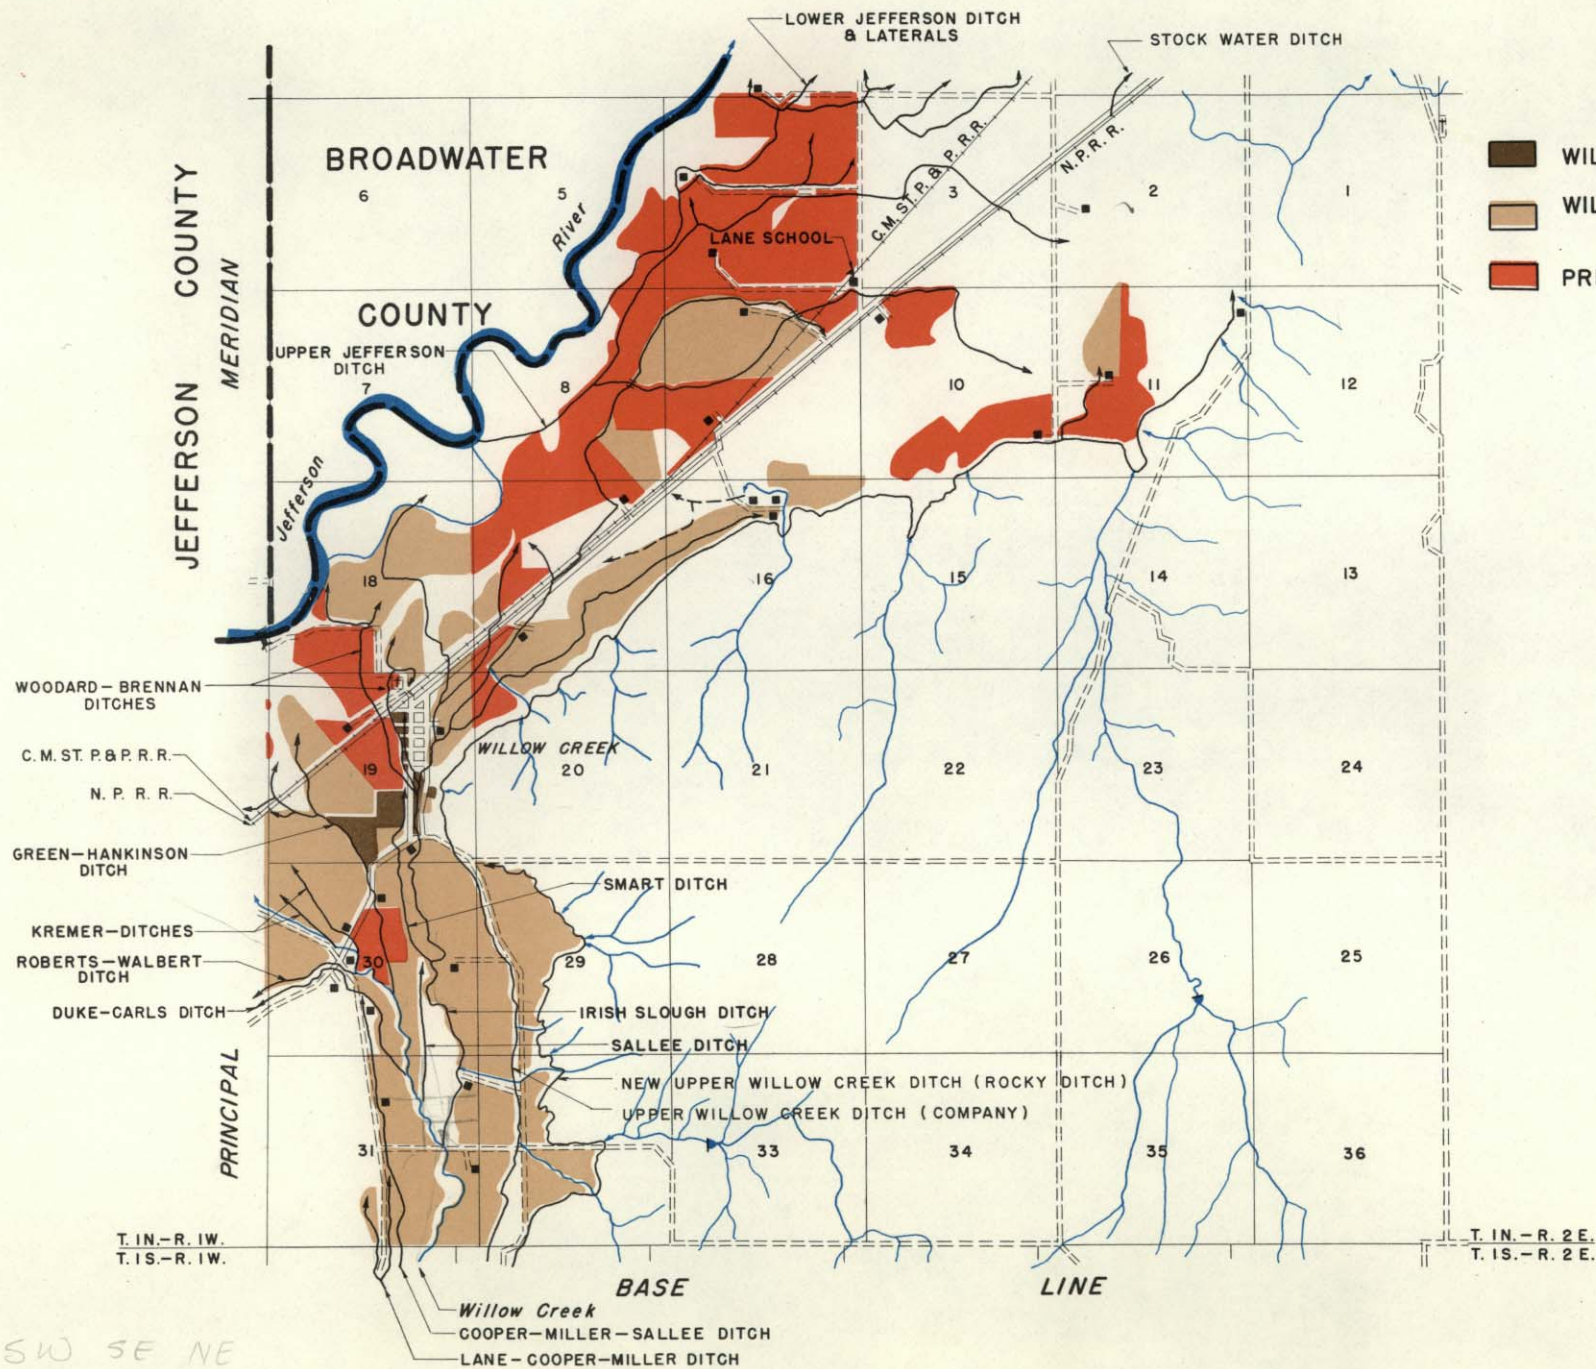 LOWER JEFFERSON DITCH
& LATERALS
STOCK WATER DITCH
BROADWATER
COUNTY
JEFFERSON COUNTY
PRINCIPAL MERIDIAN
6
5
3
2
1
River
C.M. ST. P. & P. R.R.
N.P.R.R.
LANE SCHOOL
UPPER JEFFERSON
DITCH
7
8
10
11
12
Jefferson
18
16
15
14
13
WOODARD-BRENNAN
DITCHES
C.M. ST. P. & P. R.R.
N. P. R. R.
WILLOW CREEK
19
20
21
22
23
24
GREEN-HANKINSON
DITCH
SMART DITCH
KREMER-DITCHES
ROBERTS-WALBERT
DITCH
DUKE-CARLS DITCH
30
29
28
27
26
25
IRISH SLOUGH DITCH
SALLEE DITCH
NEW UPPER WILLOW CREEK DITCH (ROCKY DITCH)
UPPER WILLOW CREEK DITCH (COMPANY)
31
33
34
35
36
T. 1N.-R. 1W.
T. 1S.-R. 1W.
T. 1N.-R. 2E.
T. 1S.-R. 2E.
BASE LINE
Willow Creek
COOPER-MILLER-SALLEE DITCH
LANE-COOPER-MILLER DITCH
SW SE NE
WIL
WIL
PR